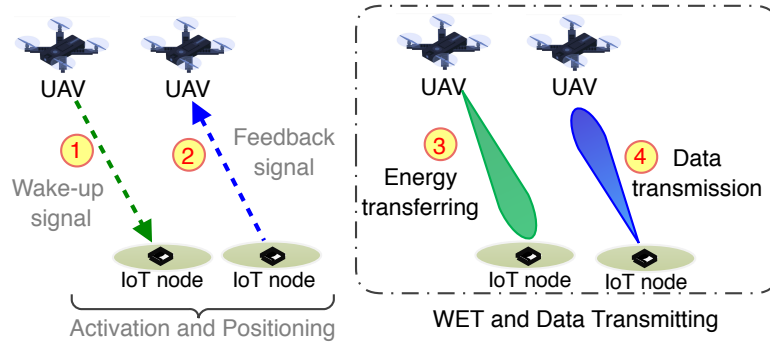 UAV
UAV
1
Wake-up
signal
2
Feedback
signal
IoT node
IoT node
Activation and Positioning
UAV
UAV
3
Energy
transferring
4
Data
transmission
IoT node
IoT node
WET and Data Transmitting